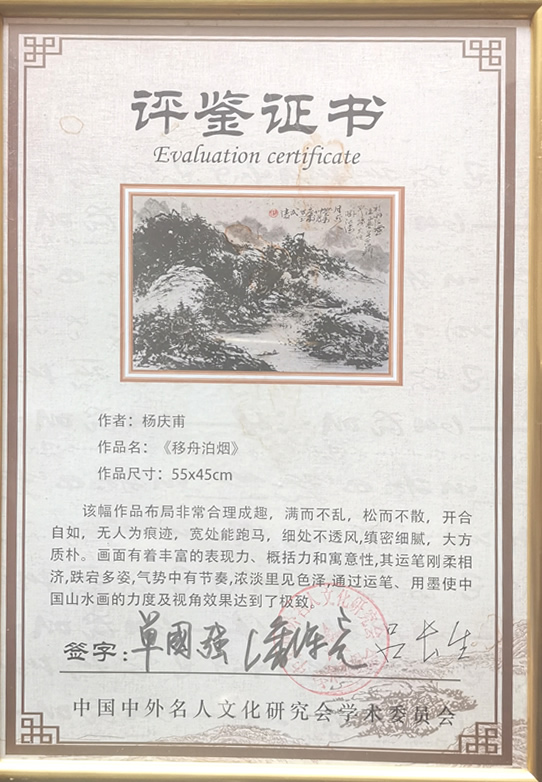 评鉴证书
Evaluation certificate
作者：杨庆甫
作品名：《移舟泊烟》
作品尺寸：55x45cm
该幅作品布局非常合理成趣，满而不乱，松而不散，开合
自如，无人为痕迹，宽处能跑马，细处不透风,缜密细腻，大方
质朴。画面有着丰富的表现力、概括力和寓意性,其运笔刚柔相
济,跌宕多姿,气势中有节奏,浓淡里见色泽,通过运笔、用墨使中
国山水画的力度及视角效果达到了极致。
签字：单國强 吕长生
中国中外名人文化研究会学术委员会